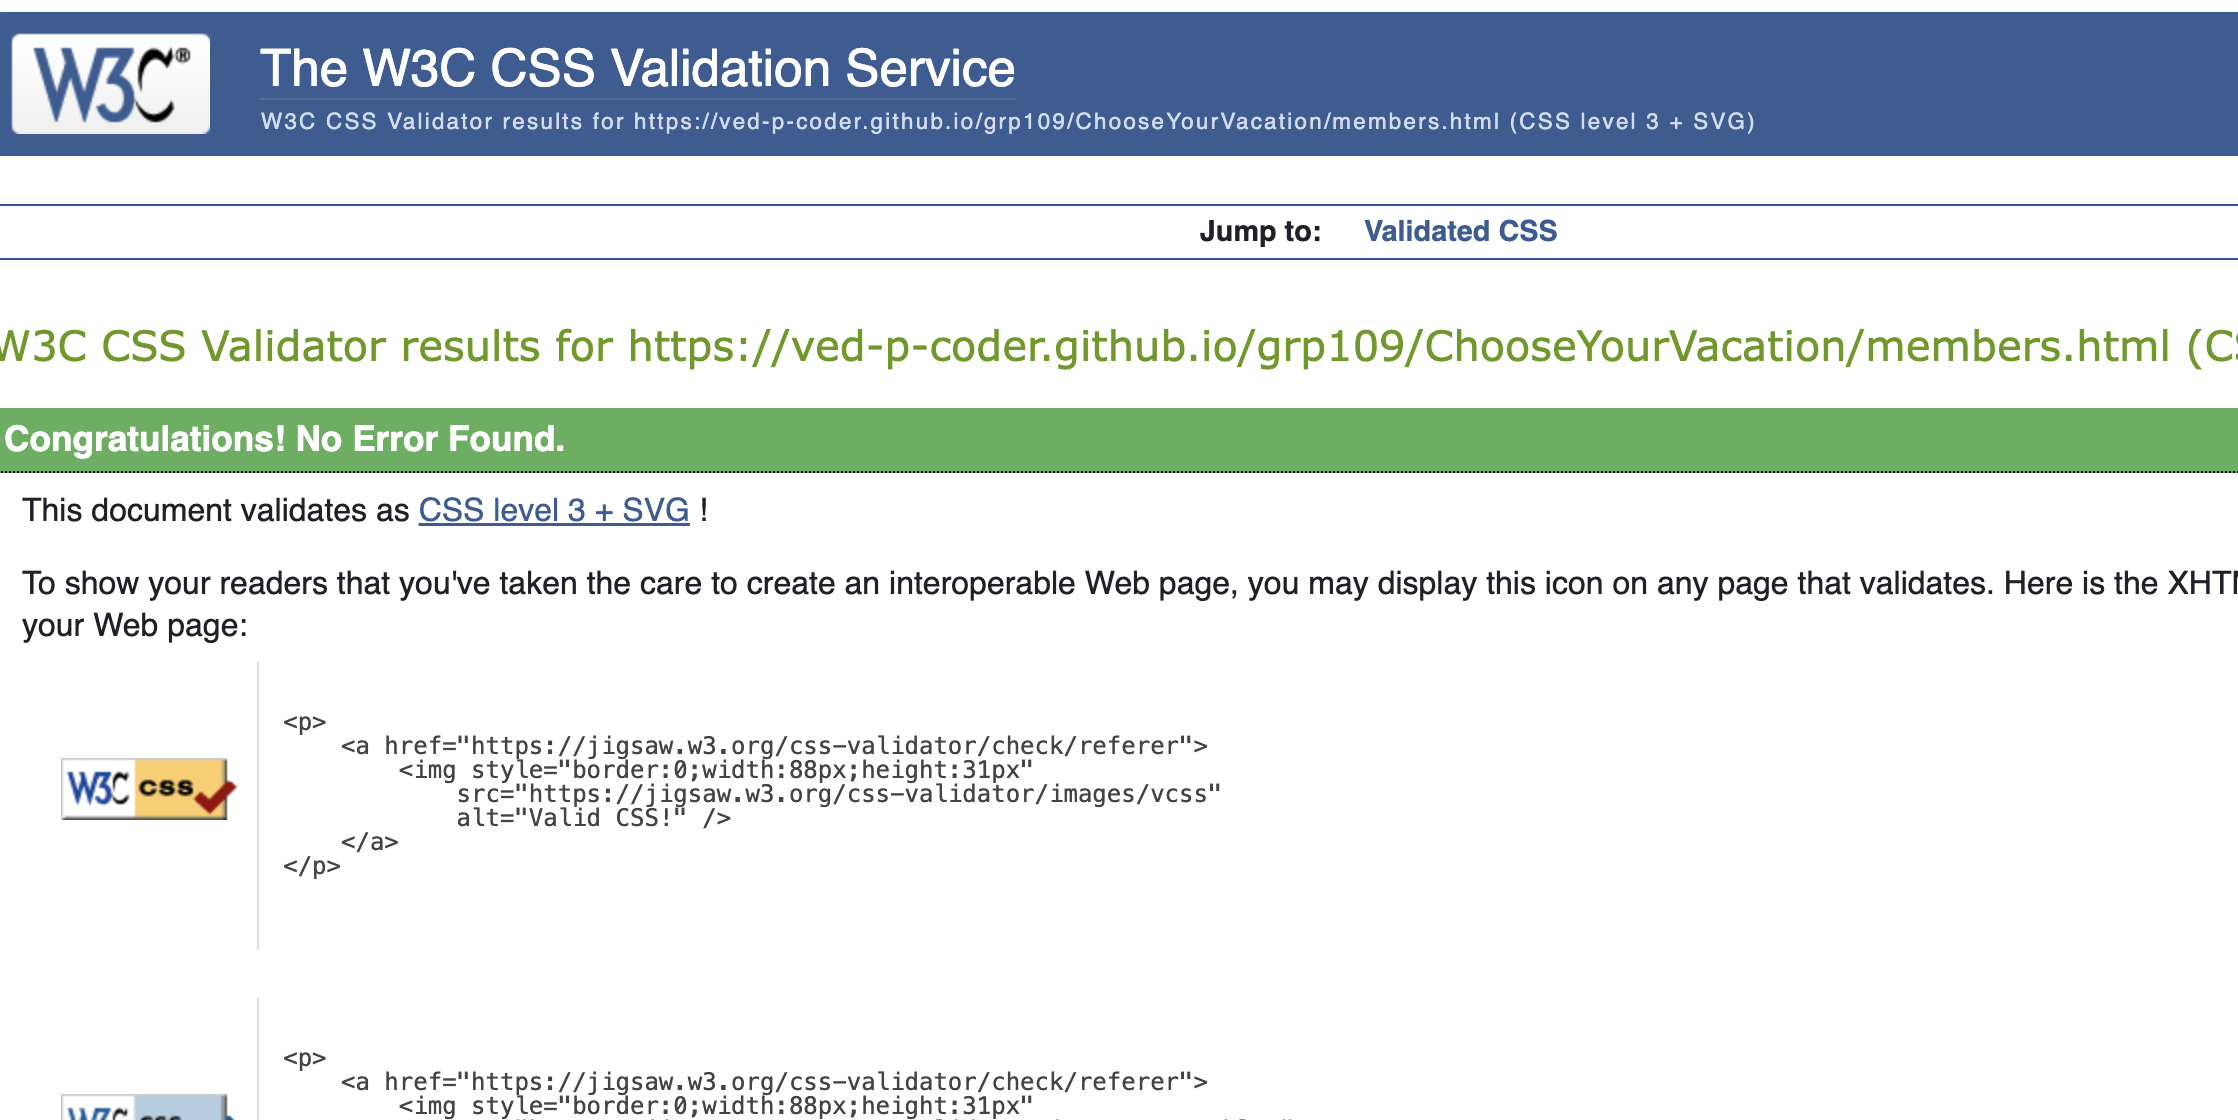 W3C®
The W3C CSS Validation Service
W3C CSS Validator results for https://ved-p-coder.github.io/grp109/ChooseYourVacation/members.html (CSS level 3 + SVG)
Jump to: Validated CSS
W3C CSS Validator results for https://ved-p-coder.github.io/grp109/ChooseYourVacation/members.html (CS
Congratulations! No Error Found.
This document validates as CSS level 3 + SVG !
To show your readers that you've taken the care to create an interoperable Web page, you may display this icon on any page that validates. Here is the
your Web page:
<p>
<a href="https://jigsaw.w3.org/css-validator/check/referer">
<img style="border:0;width:88px;height:31px"
W3C css
src="https://jigsaw.w3.org/css-validator/images/vcss"
alt="Valid CSS!" />
</a>
</p>
<p>
<a href="https://jigsaw.w3.org/css-validator/check/referer">
<img style="border:0;width:88px;height:31px"
W3C css